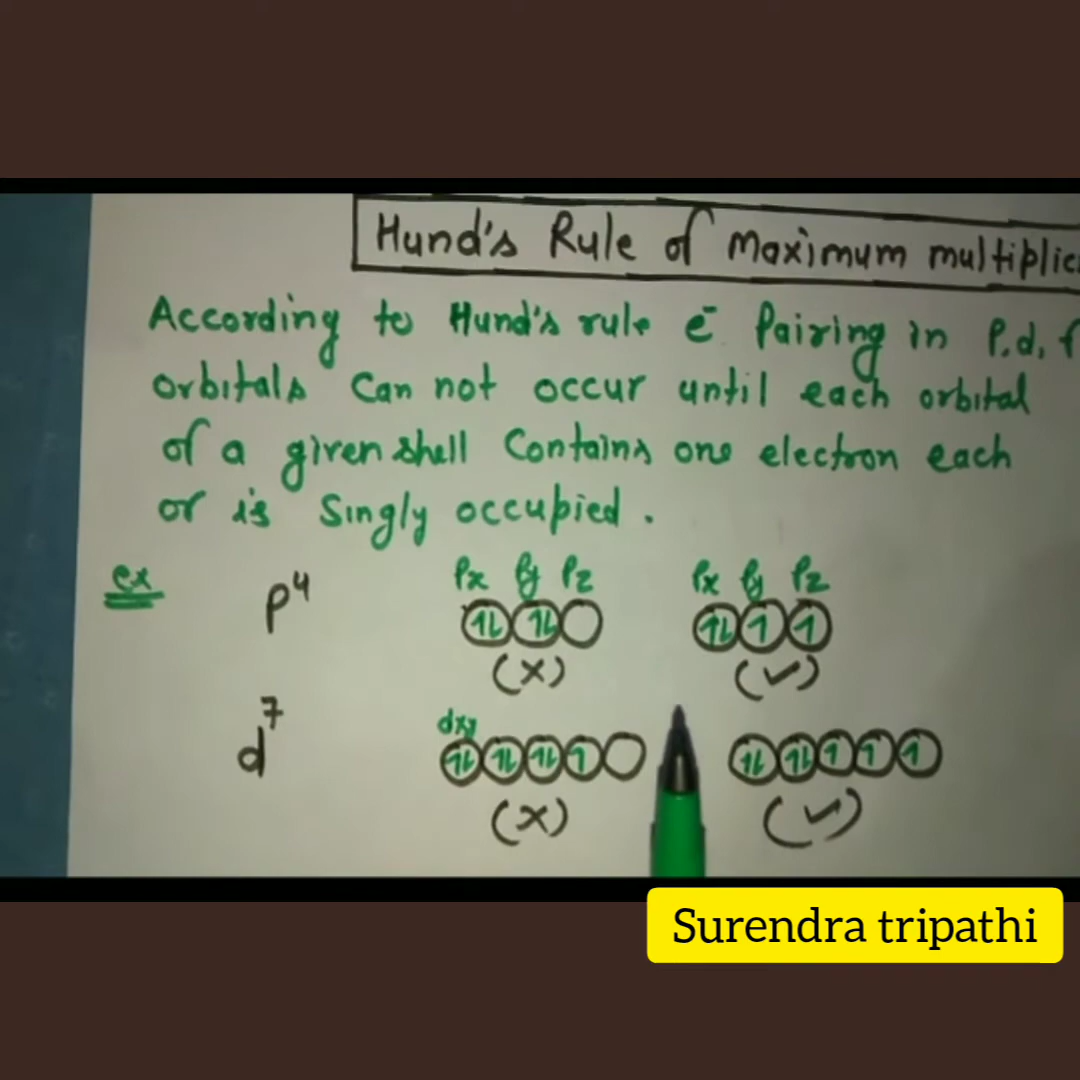 Hund's Rule of Maximum
According to Hund's rule e⁻ Pairing in P.d. f
orbitals Can not occur until each orbital
of a given shell Contains one electron each
or is Singly occupied .
ex
P⁴
Px Py Pz
↑↓ ↑↓
(×)
Px Py Pz
↑↓ ↑ ↑
(✓)
d⁷
dxy
↑↓ ↑↓ ↑↓ ↑
(×)
↑↓ ↑↓ ↑ ↑ ↑
(✓)
Surendra tripathi